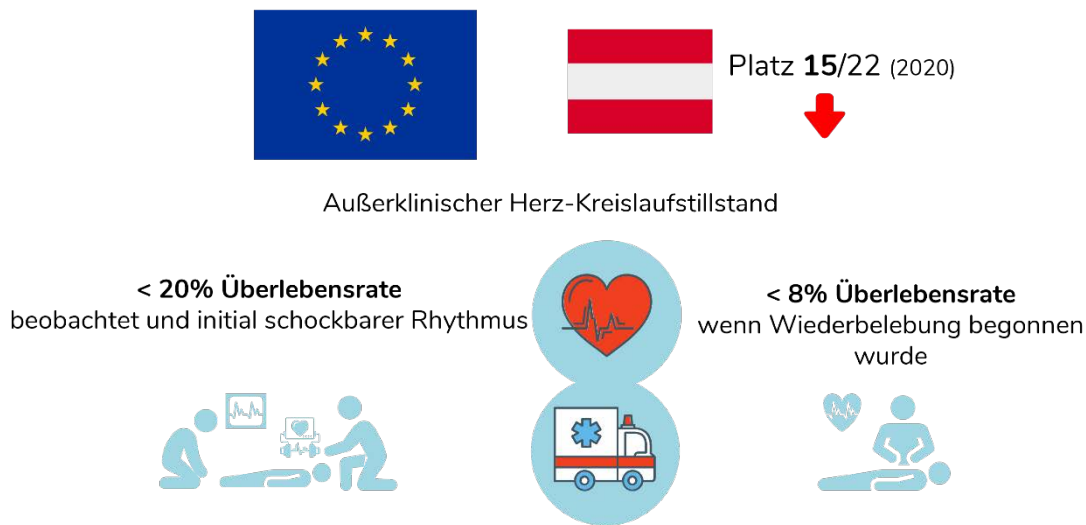 Platz 15/22 (2020)
Außerklinischer Herz-Kreislaufstillstand
< 20% Überlebensrate
beobachtet und initial schockbarer Rhythmus
< 8% Überlebensrate
wenn Wiederbelebung begonnen
wurde